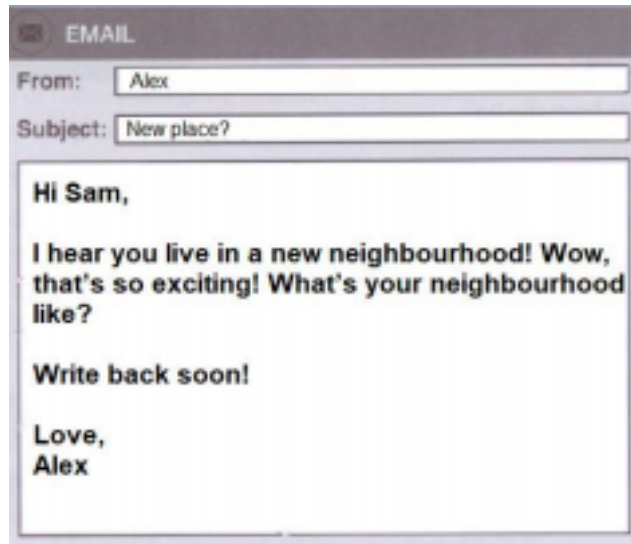 EMAIL
From: Alex
Subject: New place?
Hi Sam,
I hear you live in a new neighbourhood! Wow,
that's so exciting! What's your neighbourhood
like?
Write back soon!
Love,
Alex